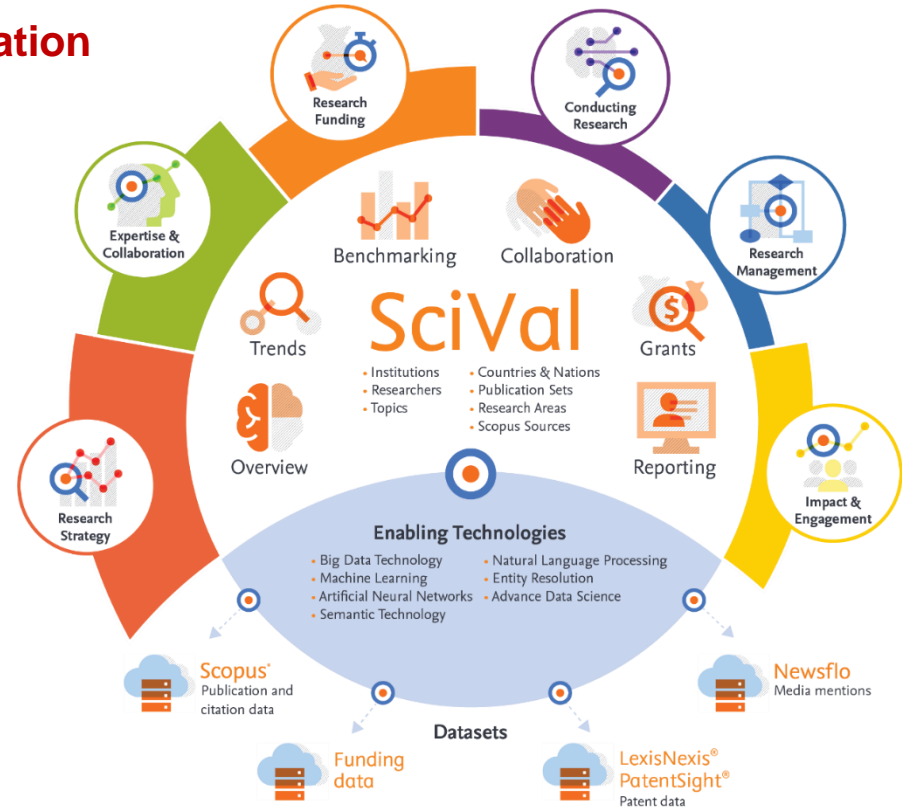 ation
Research
Funding
Conducting
Research
Expertise &
Collaboration
Research
Management
Benchmarking
Collaboration
SciVal
Trends
Grants
• Institutions
• Researchers
• Topics
• Countries & Nations
• Publication Sets
• Research Areas
• Scopus Sources
Overview
Reporting
Research
Strategy
Impact &
Engagement
Enabling Technologies
• Big Data Technology
• Machine Learning
• Artificial Neural Networks
• Semantic Technology
• Natural Language Processing
• Entity Resolution
• Advance Data Science
Scopus®
Publication and
citation data
Newsflo
Media mentions
Datasets
Funding
data
LexisNexis®
PatentSight®
Patent data